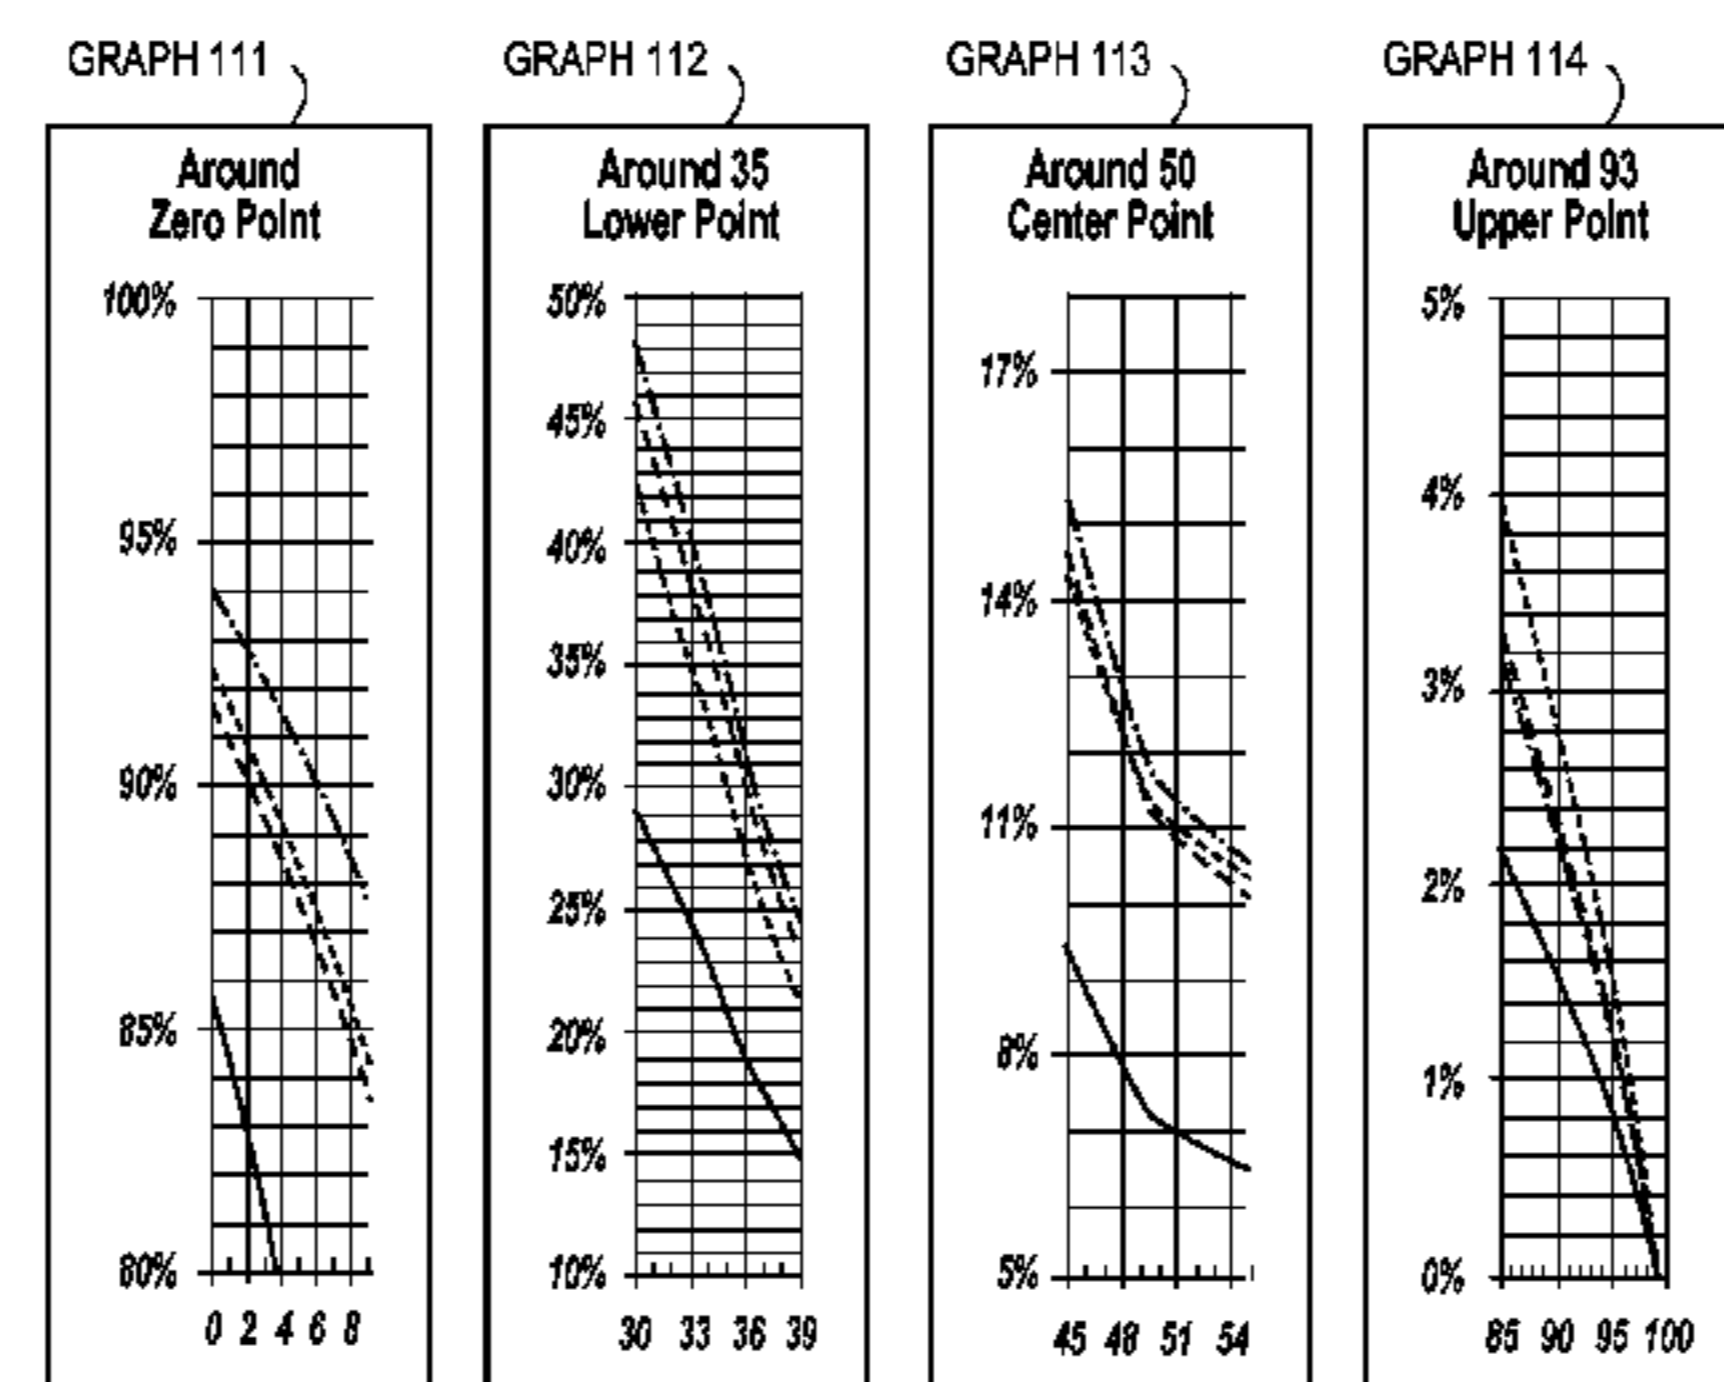 GRAPH 111
Around
Zero Point
100%
95%
90%
85%
80%
0 2 4 6 8
GRAPH 112
Around 35
Lower Point
50%
45%
40%
35%
30%
25%
20%
15%
10%
30 33 36 39
GRAPH 113
Around 50
Center Point
17%
14%
11%
8%
5%
45 48 51 54
GRAPH 114
Around 93
Upper Point
5%
4%
3%
2%
1%
0%
85 90 95 100